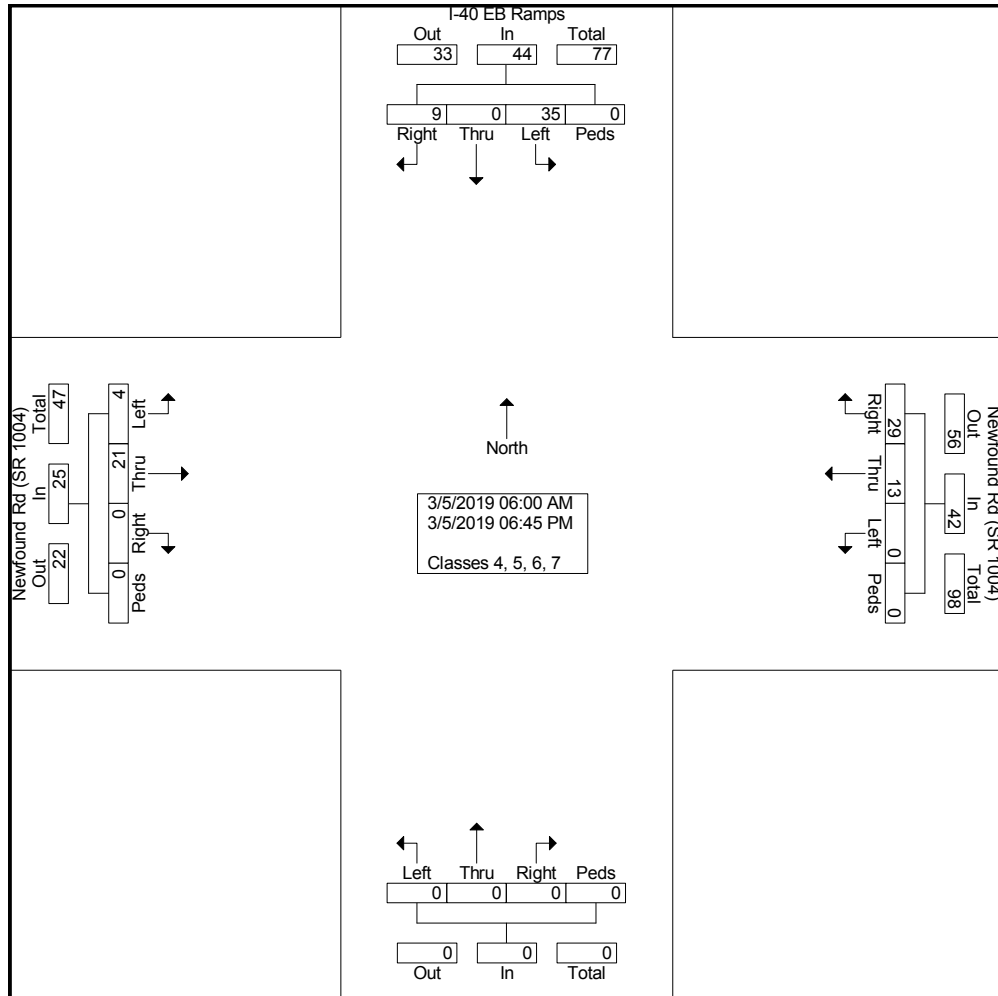 I-40 EB Ramps
Out In Total
33 44 77
9 0 35 0
Right Thru Left Peds
Newfound Rd (SR 1004)
Total In Out
47 25 22
4 21 0 0
Left Thru Right Peds
North
3/5/2019 06:00 AM
3/5/2019 06:45 PM
Classes 4, 5, 6, 7
Newfound Rd (SR 1004)
Out In Total
56 42 98
29 13 0 0
Right Thru Left Peds
Left Thru Right Peds
0 0 0 0
0 0 0
Out In Total